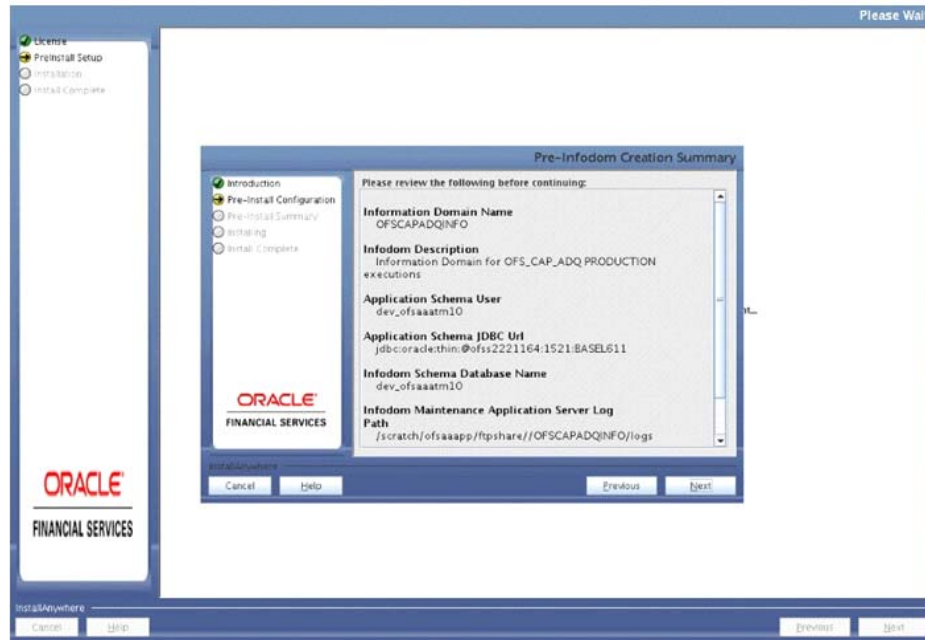 Please Wai
License
PreInstall Setup
Installation
Install Complete
Pre-Infodom Creation Summary
Introduction
Pre-Install Configuration
Pre-Install Summary
Installing
Install Complete
Please review the following before continuing:
Information Domain Name
OFSCAPADQINFO
Infodom Description
Information Domain for OFS_CAP_ADQ PRODUCTION
executions
Application Schema User
dev_ofsaaatm10
Application Schema JDBC Url
jdbc:oracle:thin:@ofss2221164:1521:BASEL611
Infodom Schema Database Name
dev_ofsaaatm10
Infodom Maintenance Application Server Log
Path
/scratch/ofsaaapp/ftpshare//OFSCAPADQINFO/logs
ORACLE
FINANCIAL SERVICES
InstallAnywhere
Cancel Help Previous Next
ORACLE
FINANCIAL SERVICES
InstallAnywhere
Cancel Help Previous Next